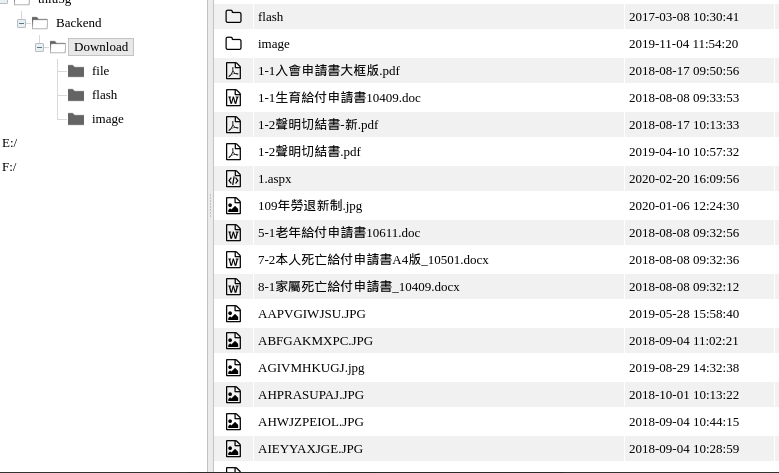 Backend
Download
file
flash
image
E:/
F:/
flash 2017-03-08 10:30:41
image 2019-11-04 11:54:20
1-1入會申請書大框版.pdf 2018-08-17 09:50:56
1-1生育給付申請書10409.doc 2018-08-08 09:33:53
1-2聲明切結書-新.pdf 2018-08-17 10:13:33
1-2聲明切結書.pdf 2019-04-10 10:57:32
1.aspx 2020-02-20 16:09:56
109年勞退新制.jpg 2020-01-06 12:24:30
5-1老年給付申請書10611.doc 2018-08-08 09:32:56
7-2本人死亡給付申請書A4版_10501.docx 2018-08-08 09:32:36
8-1家屬死亡給付申請書_10409.docx 2018-08-08 09:32:12
AAPVGIWJSU.JPG 2019-05-28 15:58:40
ABFGAKMXPC.JPG 2018-09-04 11:02:21
AGIVMHKUGJ.jpg 2019-08-29 14:32:38
AHPRASUPAJ.JPG 2018-10-01 10:13:22
AHWJZPEIOL.JPG 2018-09-04 10:44:15
AIEYYAXJGE.JPG 2018-09-04 10:28:59